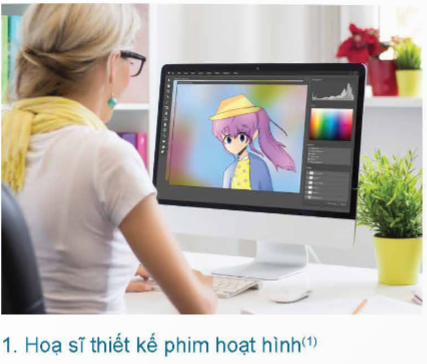 1. Hoạ sĩ thiết kế phim hoạt hình(1)